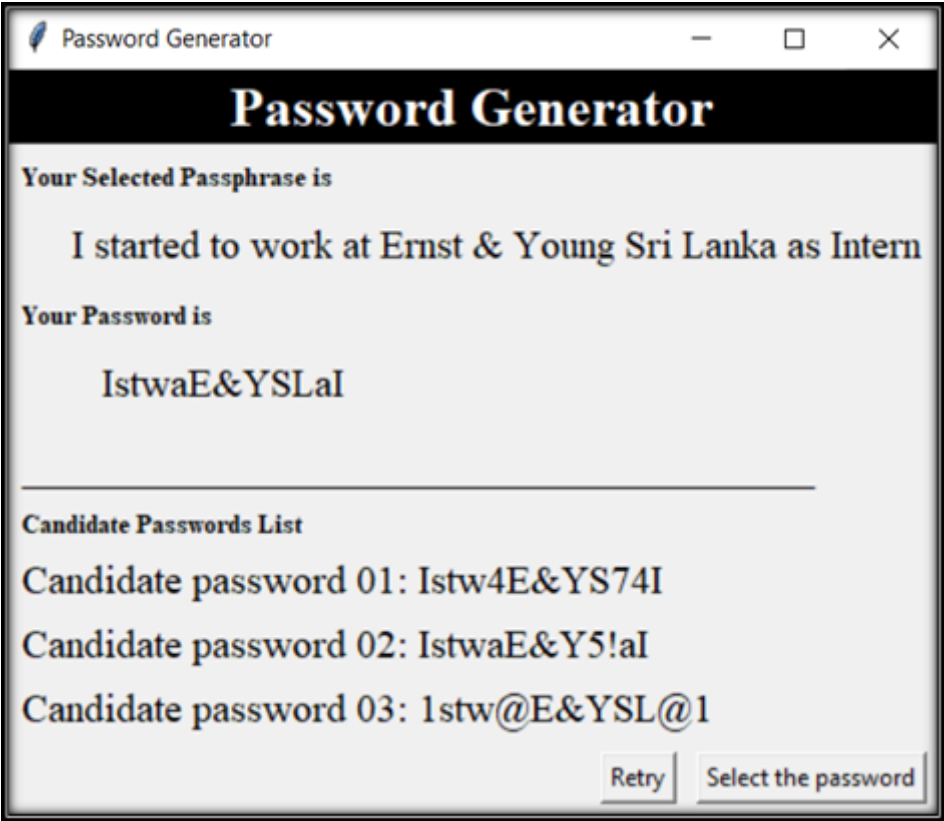 Password Generator
Password Generator
Your Selected Passphrase is
I started to work at Ernst & Young Sri Lanka as Intern
Your Password is
IstwaE&YSLaI
Candidate Passwords List
Candidate password 01: Istw4E&YS74I
Candidate password 02: IstwaE&Y5!aI
Candidate password 03: 1stw@E&YSL@1
Retry Select the password